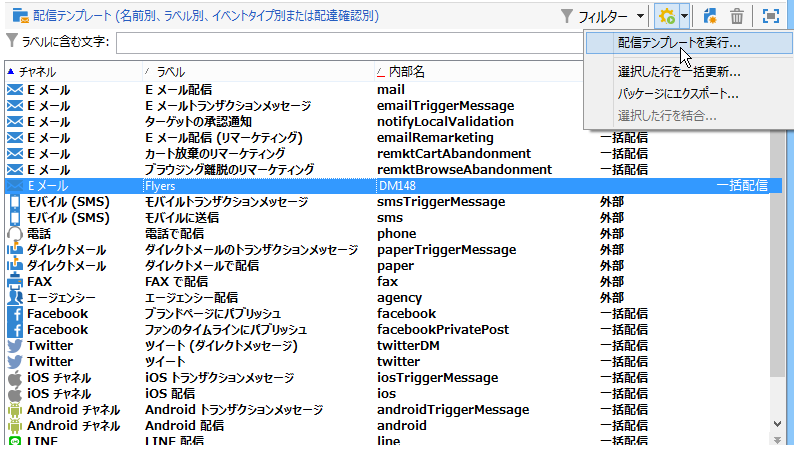 配信テンプレート (名前別、ラベル別、イベントタイプ別または配達確認別) フィルター
ラベルに含む文字:
配信テンプレートを実行...
選択した行を一括更新...
パッケージにエクスポート...
選択した行を結合...
チャネル ラベル 内部名
E メール E メール配信 mail
E メール E メールトランザクションメッセージ emailTriggerMessage
E メール ターゲットの承認通知 notifyLocalValidation
E メール E メール配信 (リマーケティング) emailRemarketing 一括配信
E メール カート放棄のリマーケティング remktCartAbandonment 一括配信
E メール ブラウジング離脱のリマーケティング remktBrowseAbandonment 一括配信
E メール Flyers DM148 一括配信
モバイル (SMS) モバイルトランザクションメッセージ smsTriggerMessage 外部
モバイル (SMS) モバイルに送信 sms 外部
電話 電話で配信 phone 外部
ダイレクトメール ダイレクトメールのトランザクションメッセージ paperTriggerMessage 外部
ダイレクトメール ダイレクトメールで配信 paper 外部
FAX FAX で配信 fax 外部
エージェンシー エージェンシー配信 agency 外部
Facebook ブランドページにパブリッシュ facebook 一括配信
Facebook ファンのタイムラインにパブリッシュ facebookPrivatePost 一括配信
Twitter ツイート (ダイレクトメッセージ) twitterDM 一括配信
Twitter ツイート twitter 一括配信
iOS チャネル iOS トランザクションメッセージ iosTriggerMessage 一括配信
iOS チャネル iOS 配信 ios 一括配信
Android チャネル Android トランザクションメッセージ androidTriggerMessage 一括配信
Android チャネル Android 配信 android 一括配信
LINE LINE 配信 line 一括配信